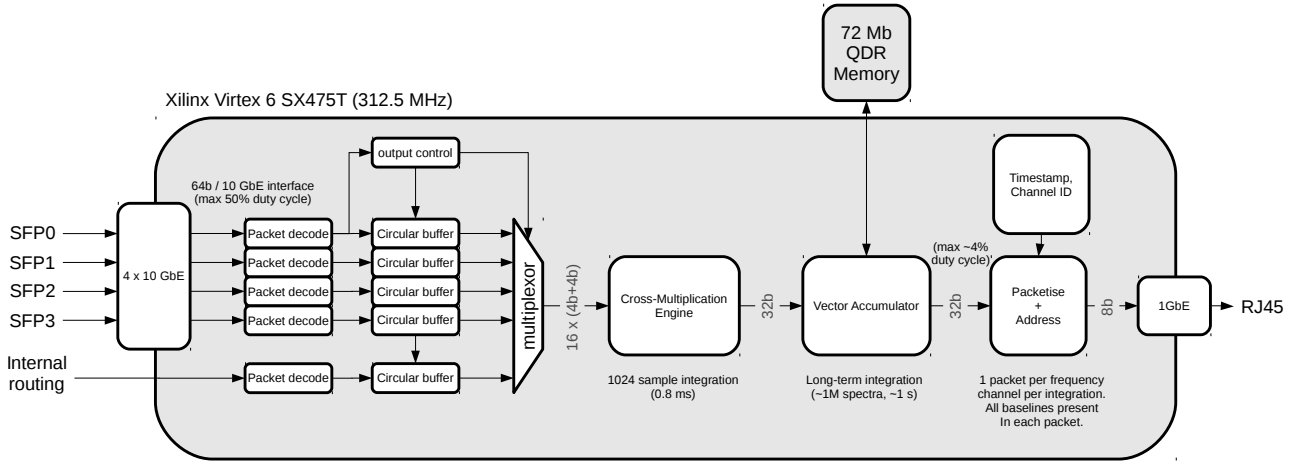 72 Mb
QDR
Memory
Xilinx Virtex 6 SX475T (312.5 MHz)
output control
Timestamp,
Channel ID
64b / 10 GbE interface
(max 50% duty cycle)
SFP0
SFP1
SFP2
SFP3
4 x 10 GbE
Packet decode
Circular buffer
Packet decode
Circular buffer
Packet decode
Circular buffer
Packet decode
Circular buffer
Internal
routing
Packet decode
Circular buffer
multiplexor
16 x (4b+4b)
Cross-Multiplication
Engine
32b
Vector Accumulator
(max ~4%
duty cycle)
32b
Packetise
+
Address
8b
1GbE
RJ45
1024 sample integration
(0.8 ms)
Long-term integration
(~1M spectra, ~1 s)
1 packet per frequency
channel per integration.
All baselines present
In each packet.